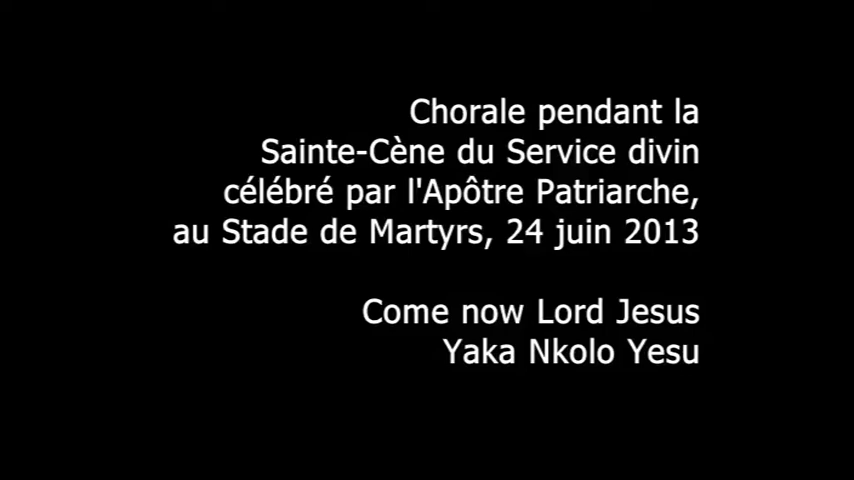 Chorale pendant la
Sainte-Cène du Service divin
célébré par l'Apôtre Patriarche,
au Stade de Martyrs, 24 juin 2013
Come now Lord Jesus
Yaka Nkolo Yesu